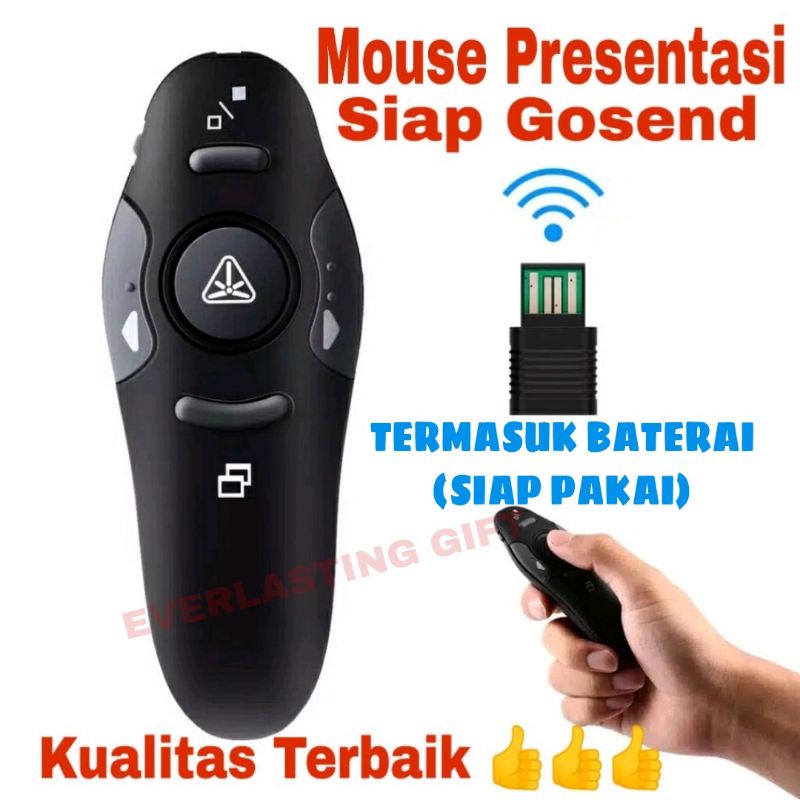 Mouse Presentasi
Siap Gosend
TERMASUK BATERAI
(SIAP PAKAI)
EVERLASTING GIFT
Kualitas Terbaik 👍👍👍